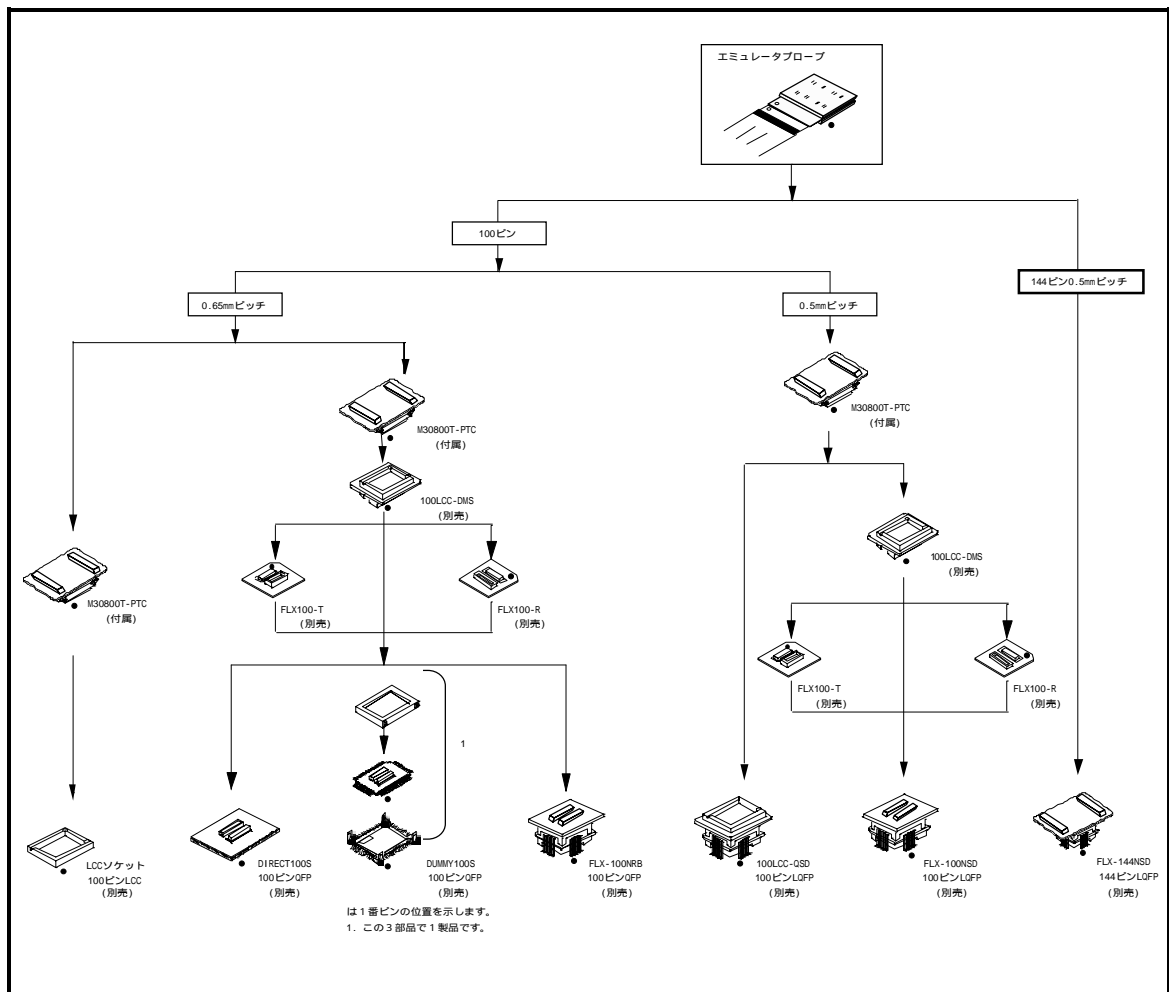 エミュレータプローブ
100ピン
0.65mmピッチ
0.5mmピッチ
144ピン0.5mmピッチ
M30800T-PTC
(付属)
M30800T-PTC
(付属)
100LCC-DMS
(別売)
100LCC-DMS
(別売)
M30800T-PTC
(付属)
FLX100-T
(別売)
FLX100-R
(別売)
FLX100-T
(別売)
FLX100-R
(別売)
1
LCCソケット
100ピンLCC
(別売)
DIRECT100S
100ピンQFP
(別売)
DUMMY100S
100ピンQFP
(別売)
FLX-100NRB
100ピンQFP
(別売)
100LCC-QSD
100ピンLQFP
(別売)
FLX-100NSD
100ピンLQFP
(別売)
FLX-144NSD
144ピンLQFP
(別売)
は1番ピンの位置を示します。
1. この3部品で1製品です。